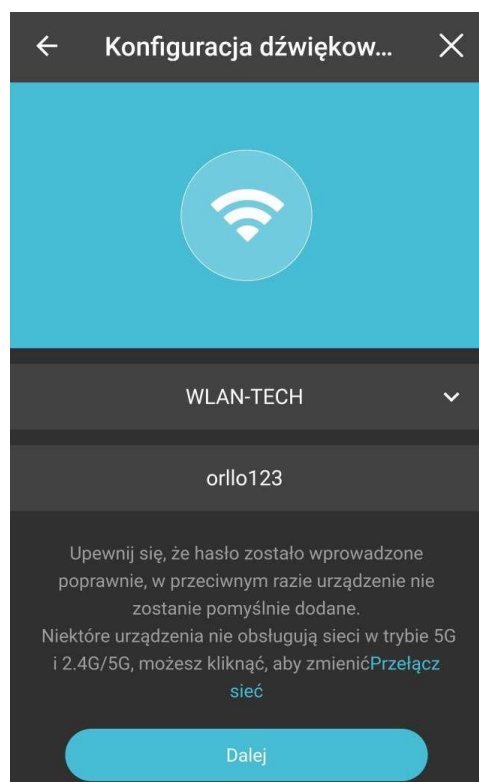 Konfiguracja dźwiękow...
WLAN-TECH
orllo123
Upewnij się, że hasło zostało wprowadzone
poprawnie, w przeciwnym razie urządzenie nie
zostanie pomyślnie dodane.
Niektóre urządzenia nie obsługują sieci w trybie 5G
i 2.4G/5G, możesz kliknąć, aby zmienićPrzełącz
sieć
Dalej